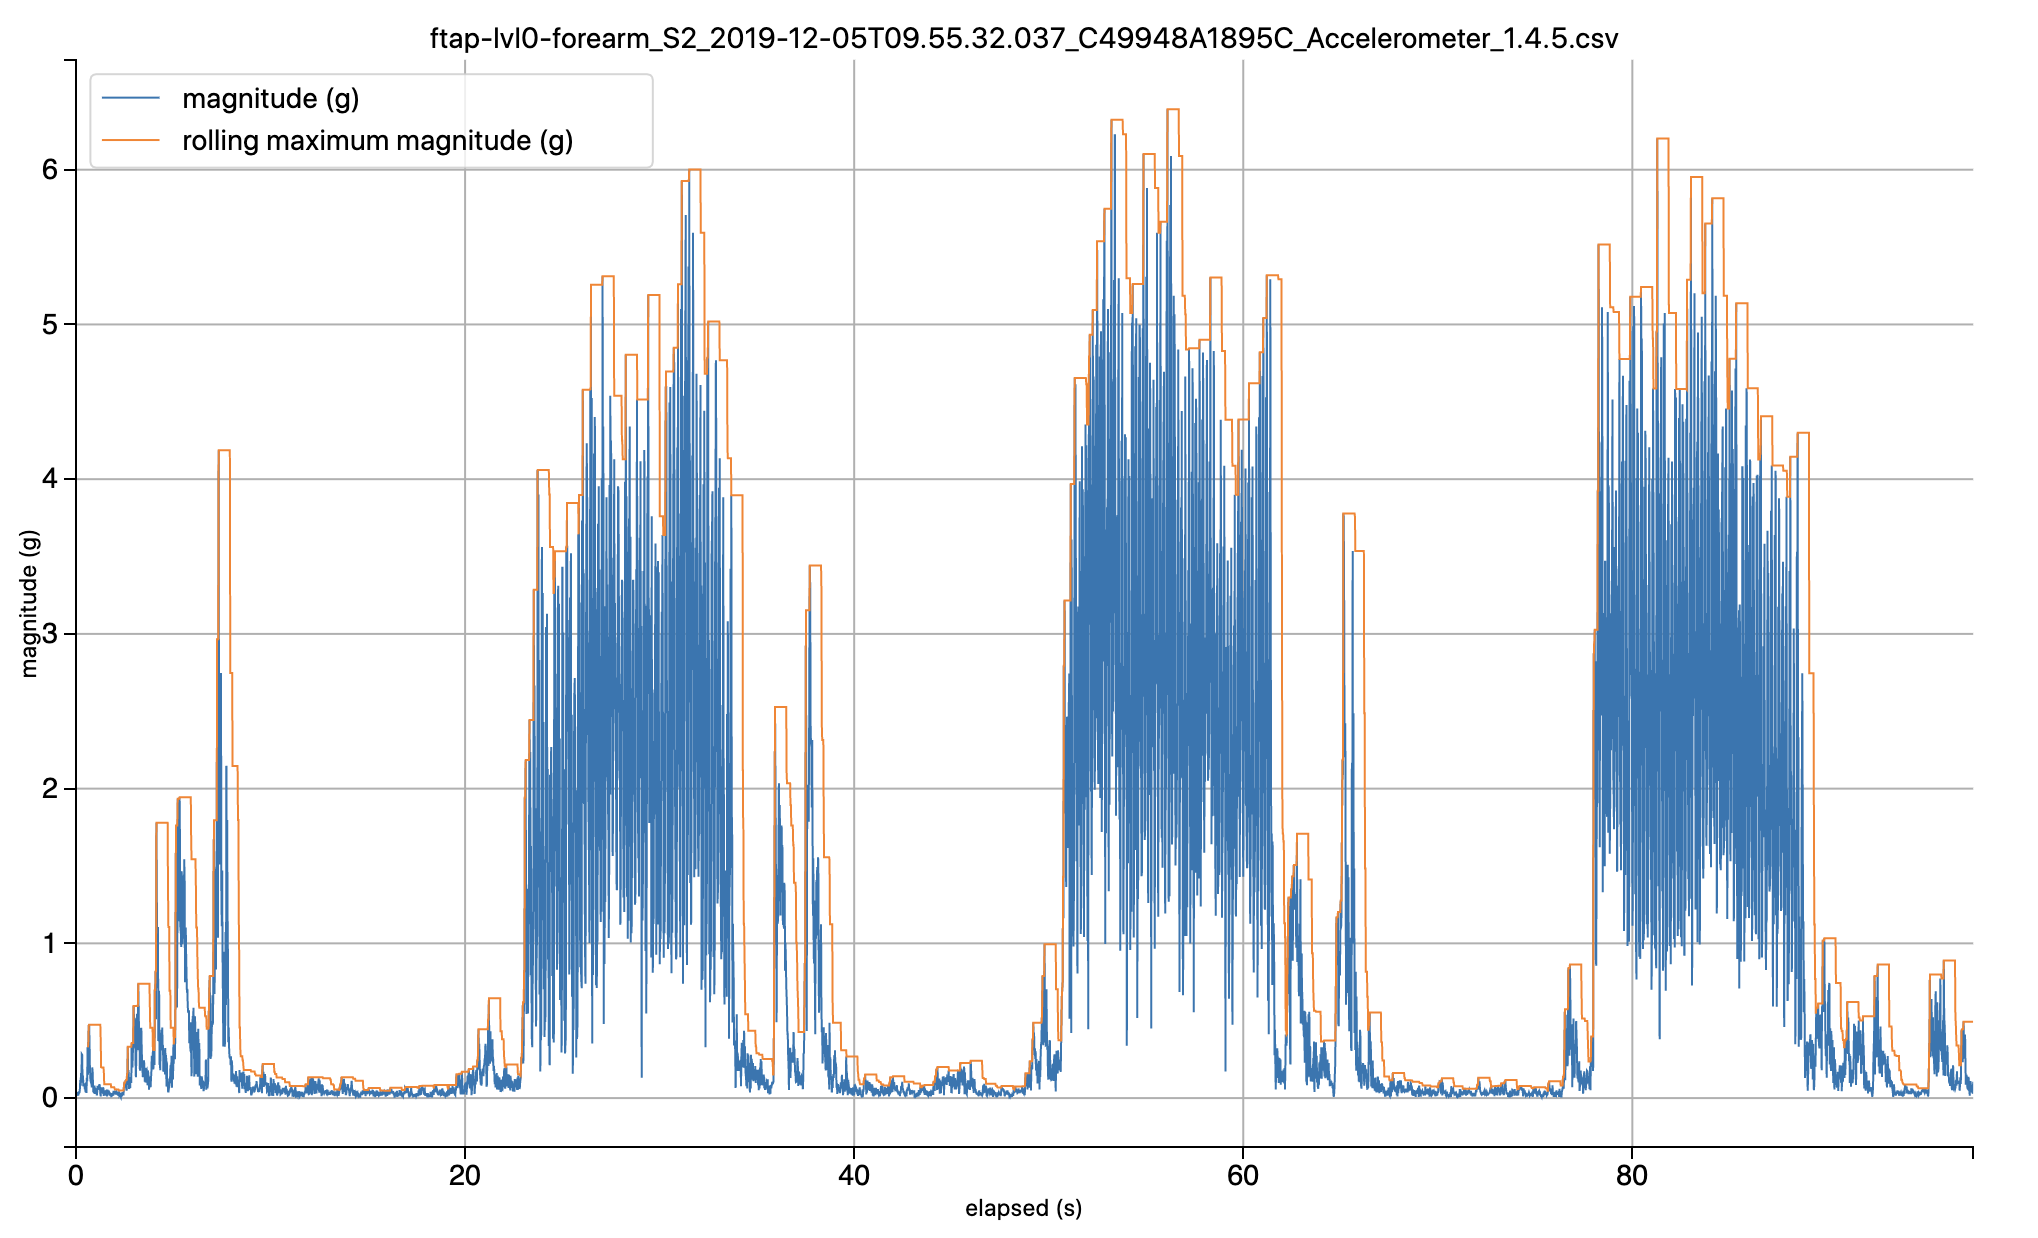 ftap-lvl0-forearm_S2_2019-12-05T09.55.32.037_C49948A1895C_Accelerometer_1.4.5.csv
magnitude (g)
rolling maximum magnitude (g)
6
5
4
3
2
1
0
magnitude (g)
0 20 40 60 80
elapsed (s)